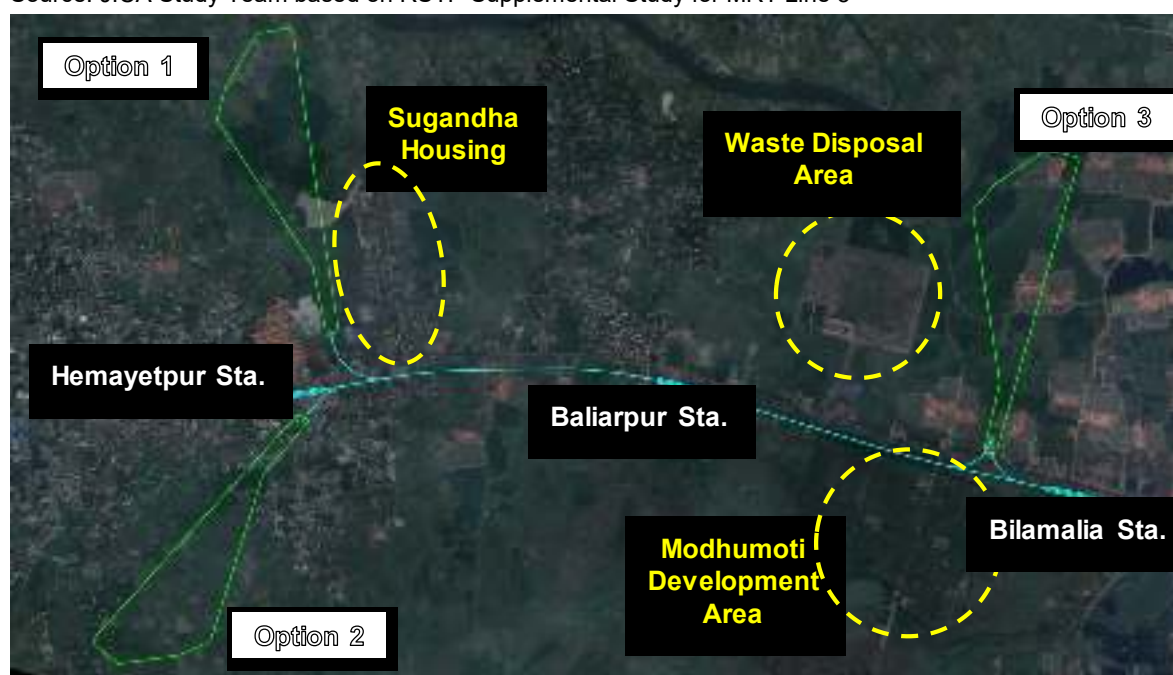 Option 1
Sugandha
Housing
Waste Disposal
Area
Option 3
Hemayetpur Sta.
Baliarpur Sta.
Bilamalia Sta.
Modhumoti
Development
Area
Option 2